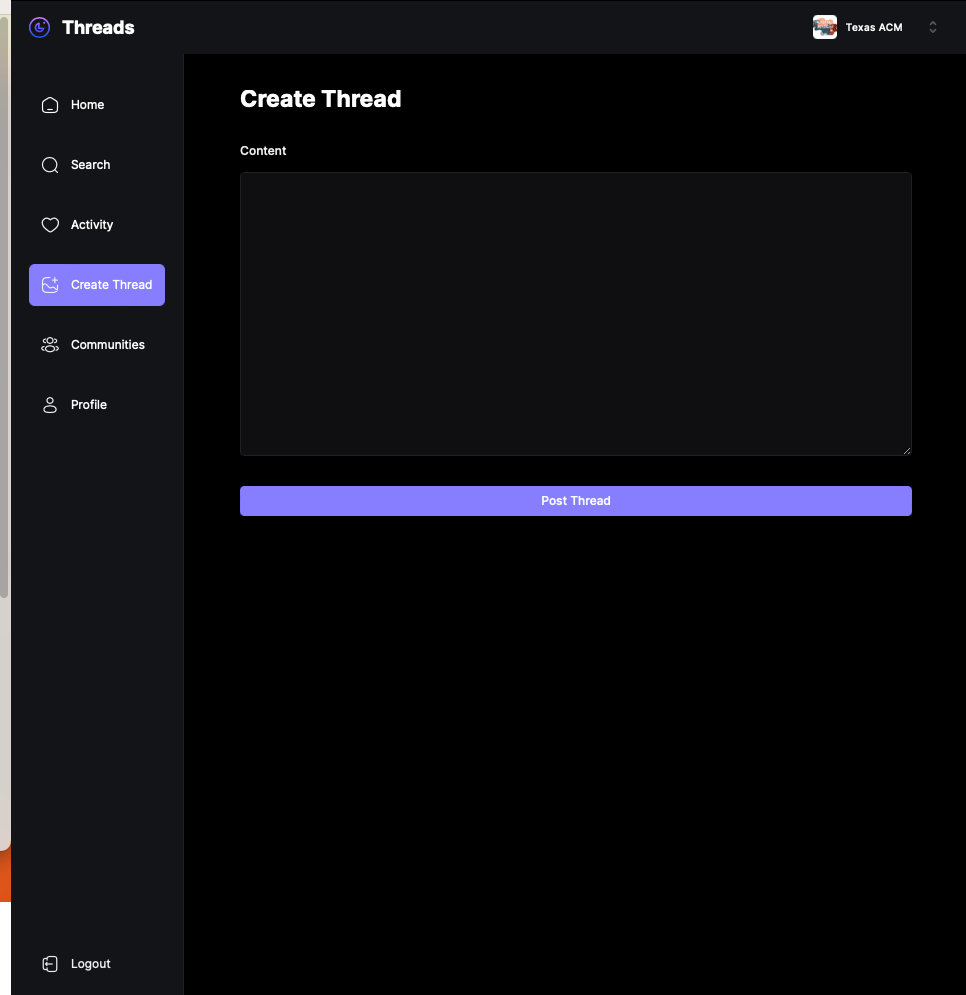 Threads
Texas ACM
Home
Search
Activity
Create Thread
Communities
Profile
Logout
Create Thread
Content
Post Thread